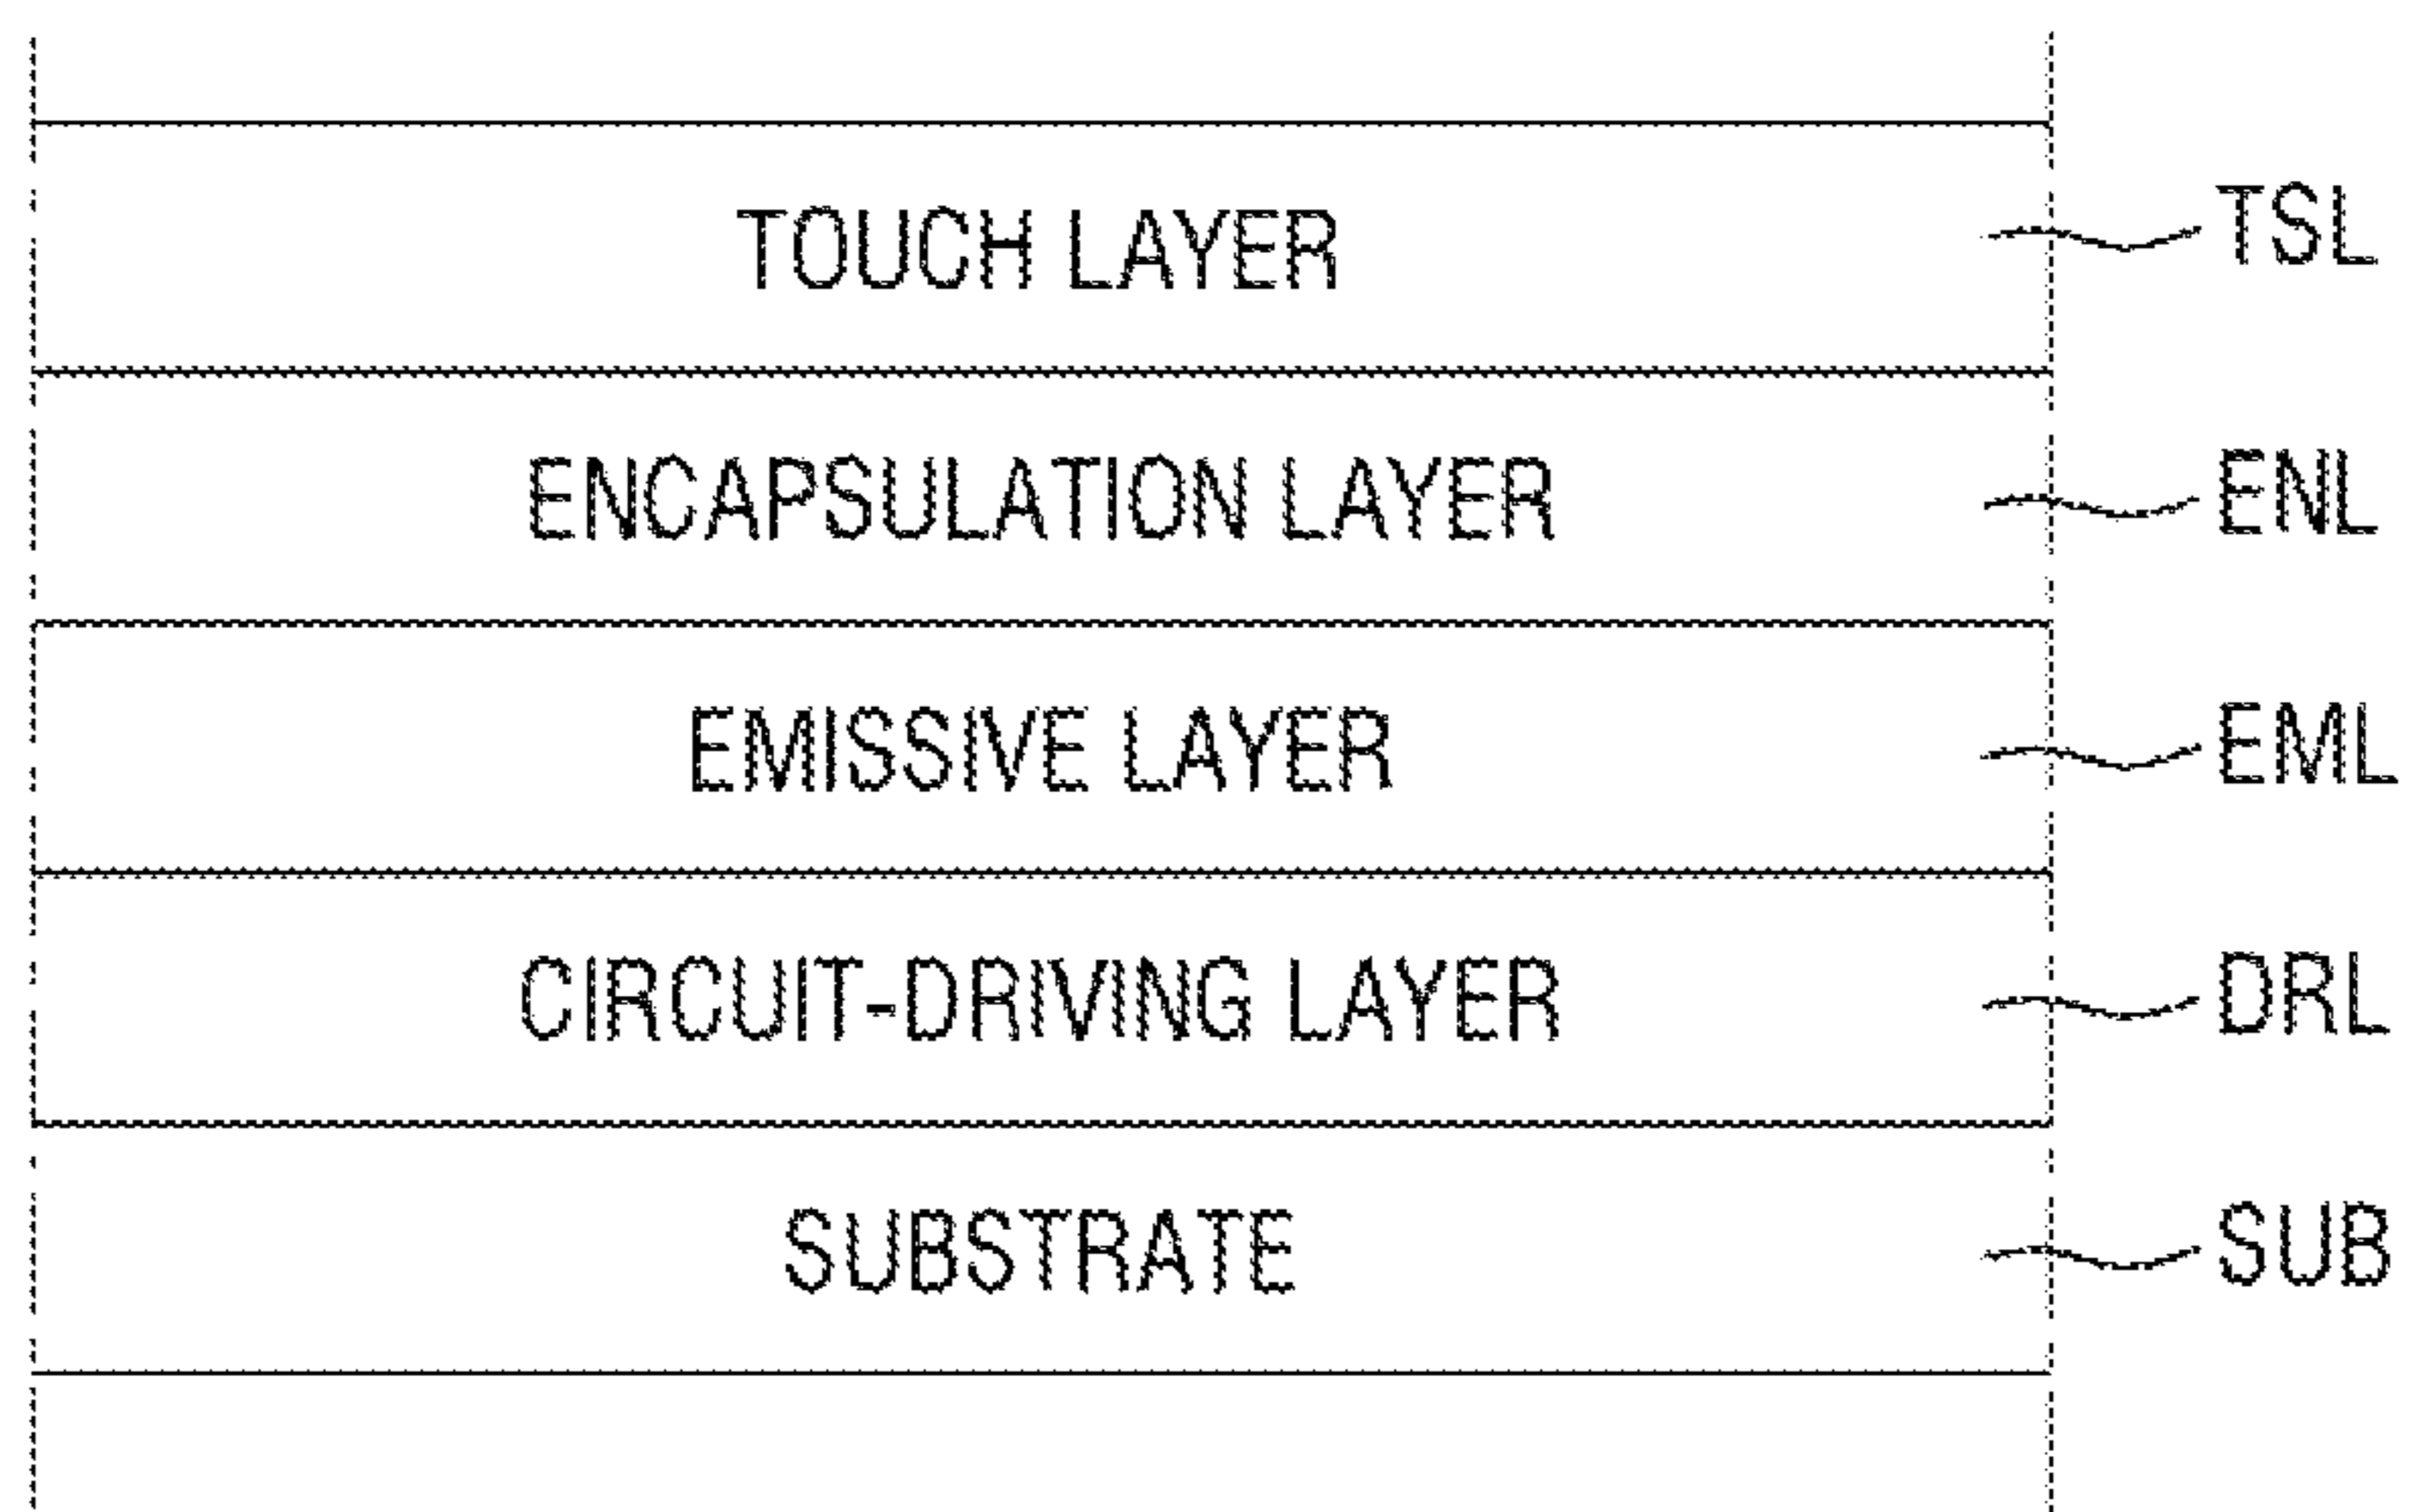 TOUCH LAYER TSL
ENCAPSULATION LAYER ENL
EMISSIVE LAYER EML
CIRCUIT-DRIVING LAYER DRL
SUBSTRATE SUB